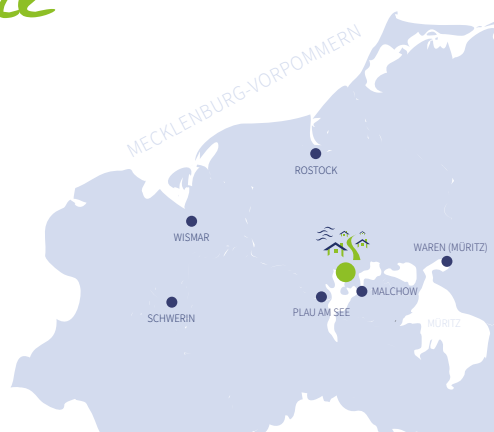 MECKLENBURG-VORPOMMERN
ROSTOCK
WISMAR
WAREN (MÜRITZ)
MALCHOW
PLAU AM SEE
SCHWERIN
MÜRITZ